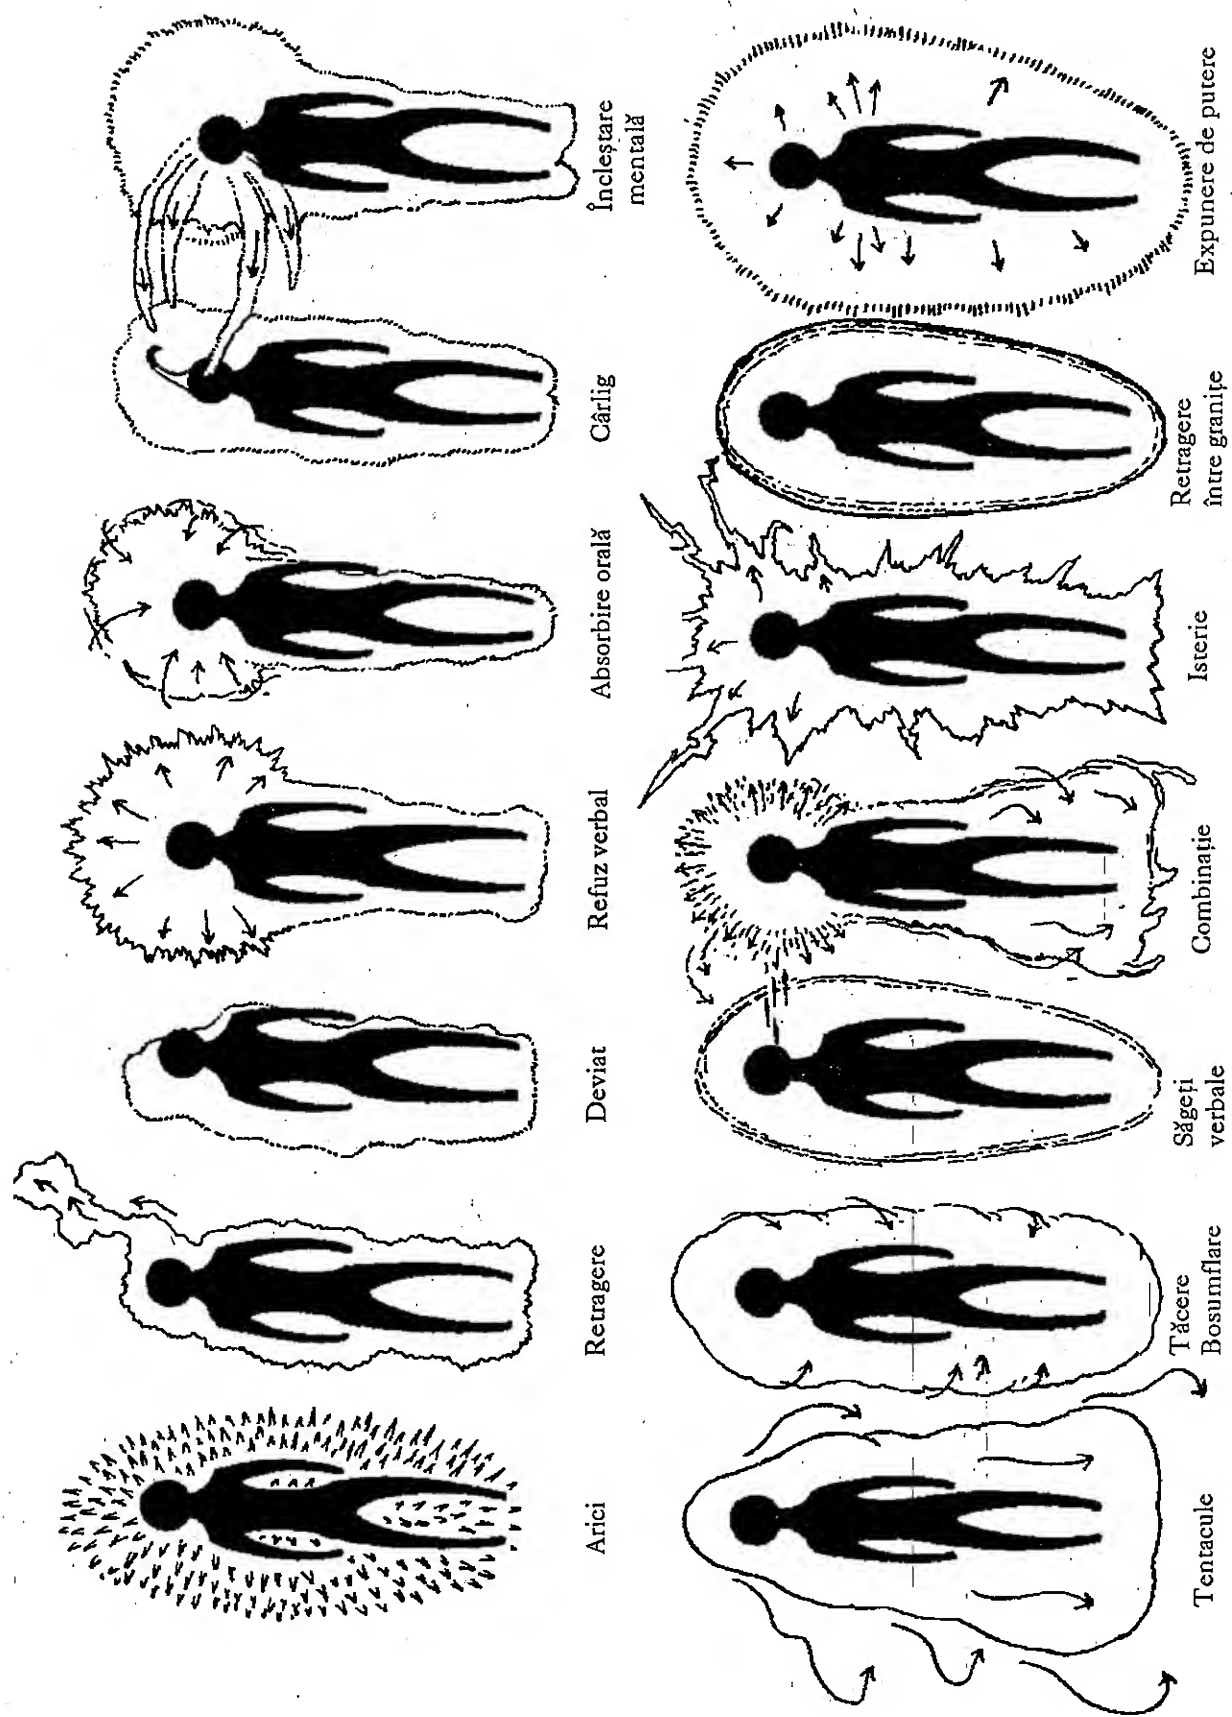 Arici
Retragere
Deviat
Refuz verbal
Absorbire orală
Cârlig
Încleștare
mentală
Tentacule
Tăcere
Bosumflare
Săgeți
verbale
Combinație
Isterie
Retragere
între granițe
Expunere de putere